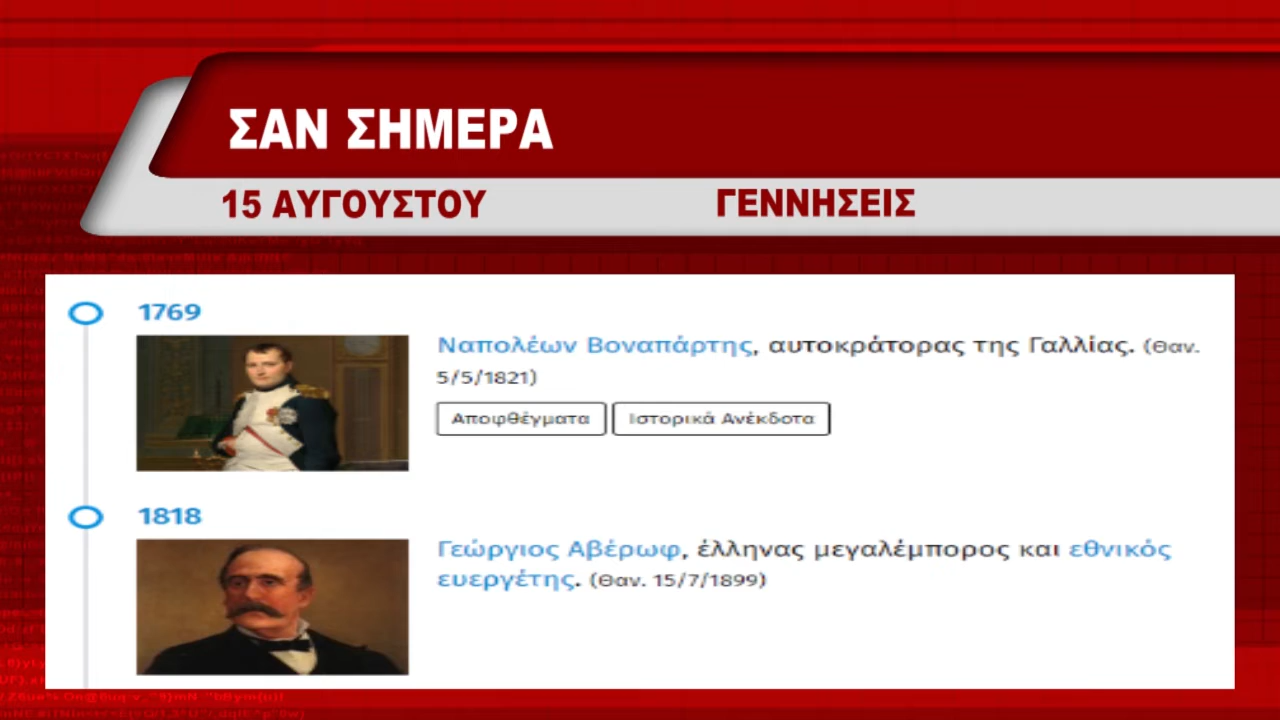 ΣΑΝ ΣΗΜΕΡΑ
15 ΑΥΓΟΥΣΤΟΥ ΓΕΝΝΗΣΕΙΣ
1769
Ναπολέων Βοναπάρτης, αυτοκράτορας της Γαλλίας. (Θαν.
5/5/1821)
Αποφθέγματα Ιστορικά Ανέκδοτα
1818
Γεώργιος Αβέρωφ, έλληνας μεγαλέμπορος και εθνικός
ευεργέτης. (Θαν. 15/7/1899)